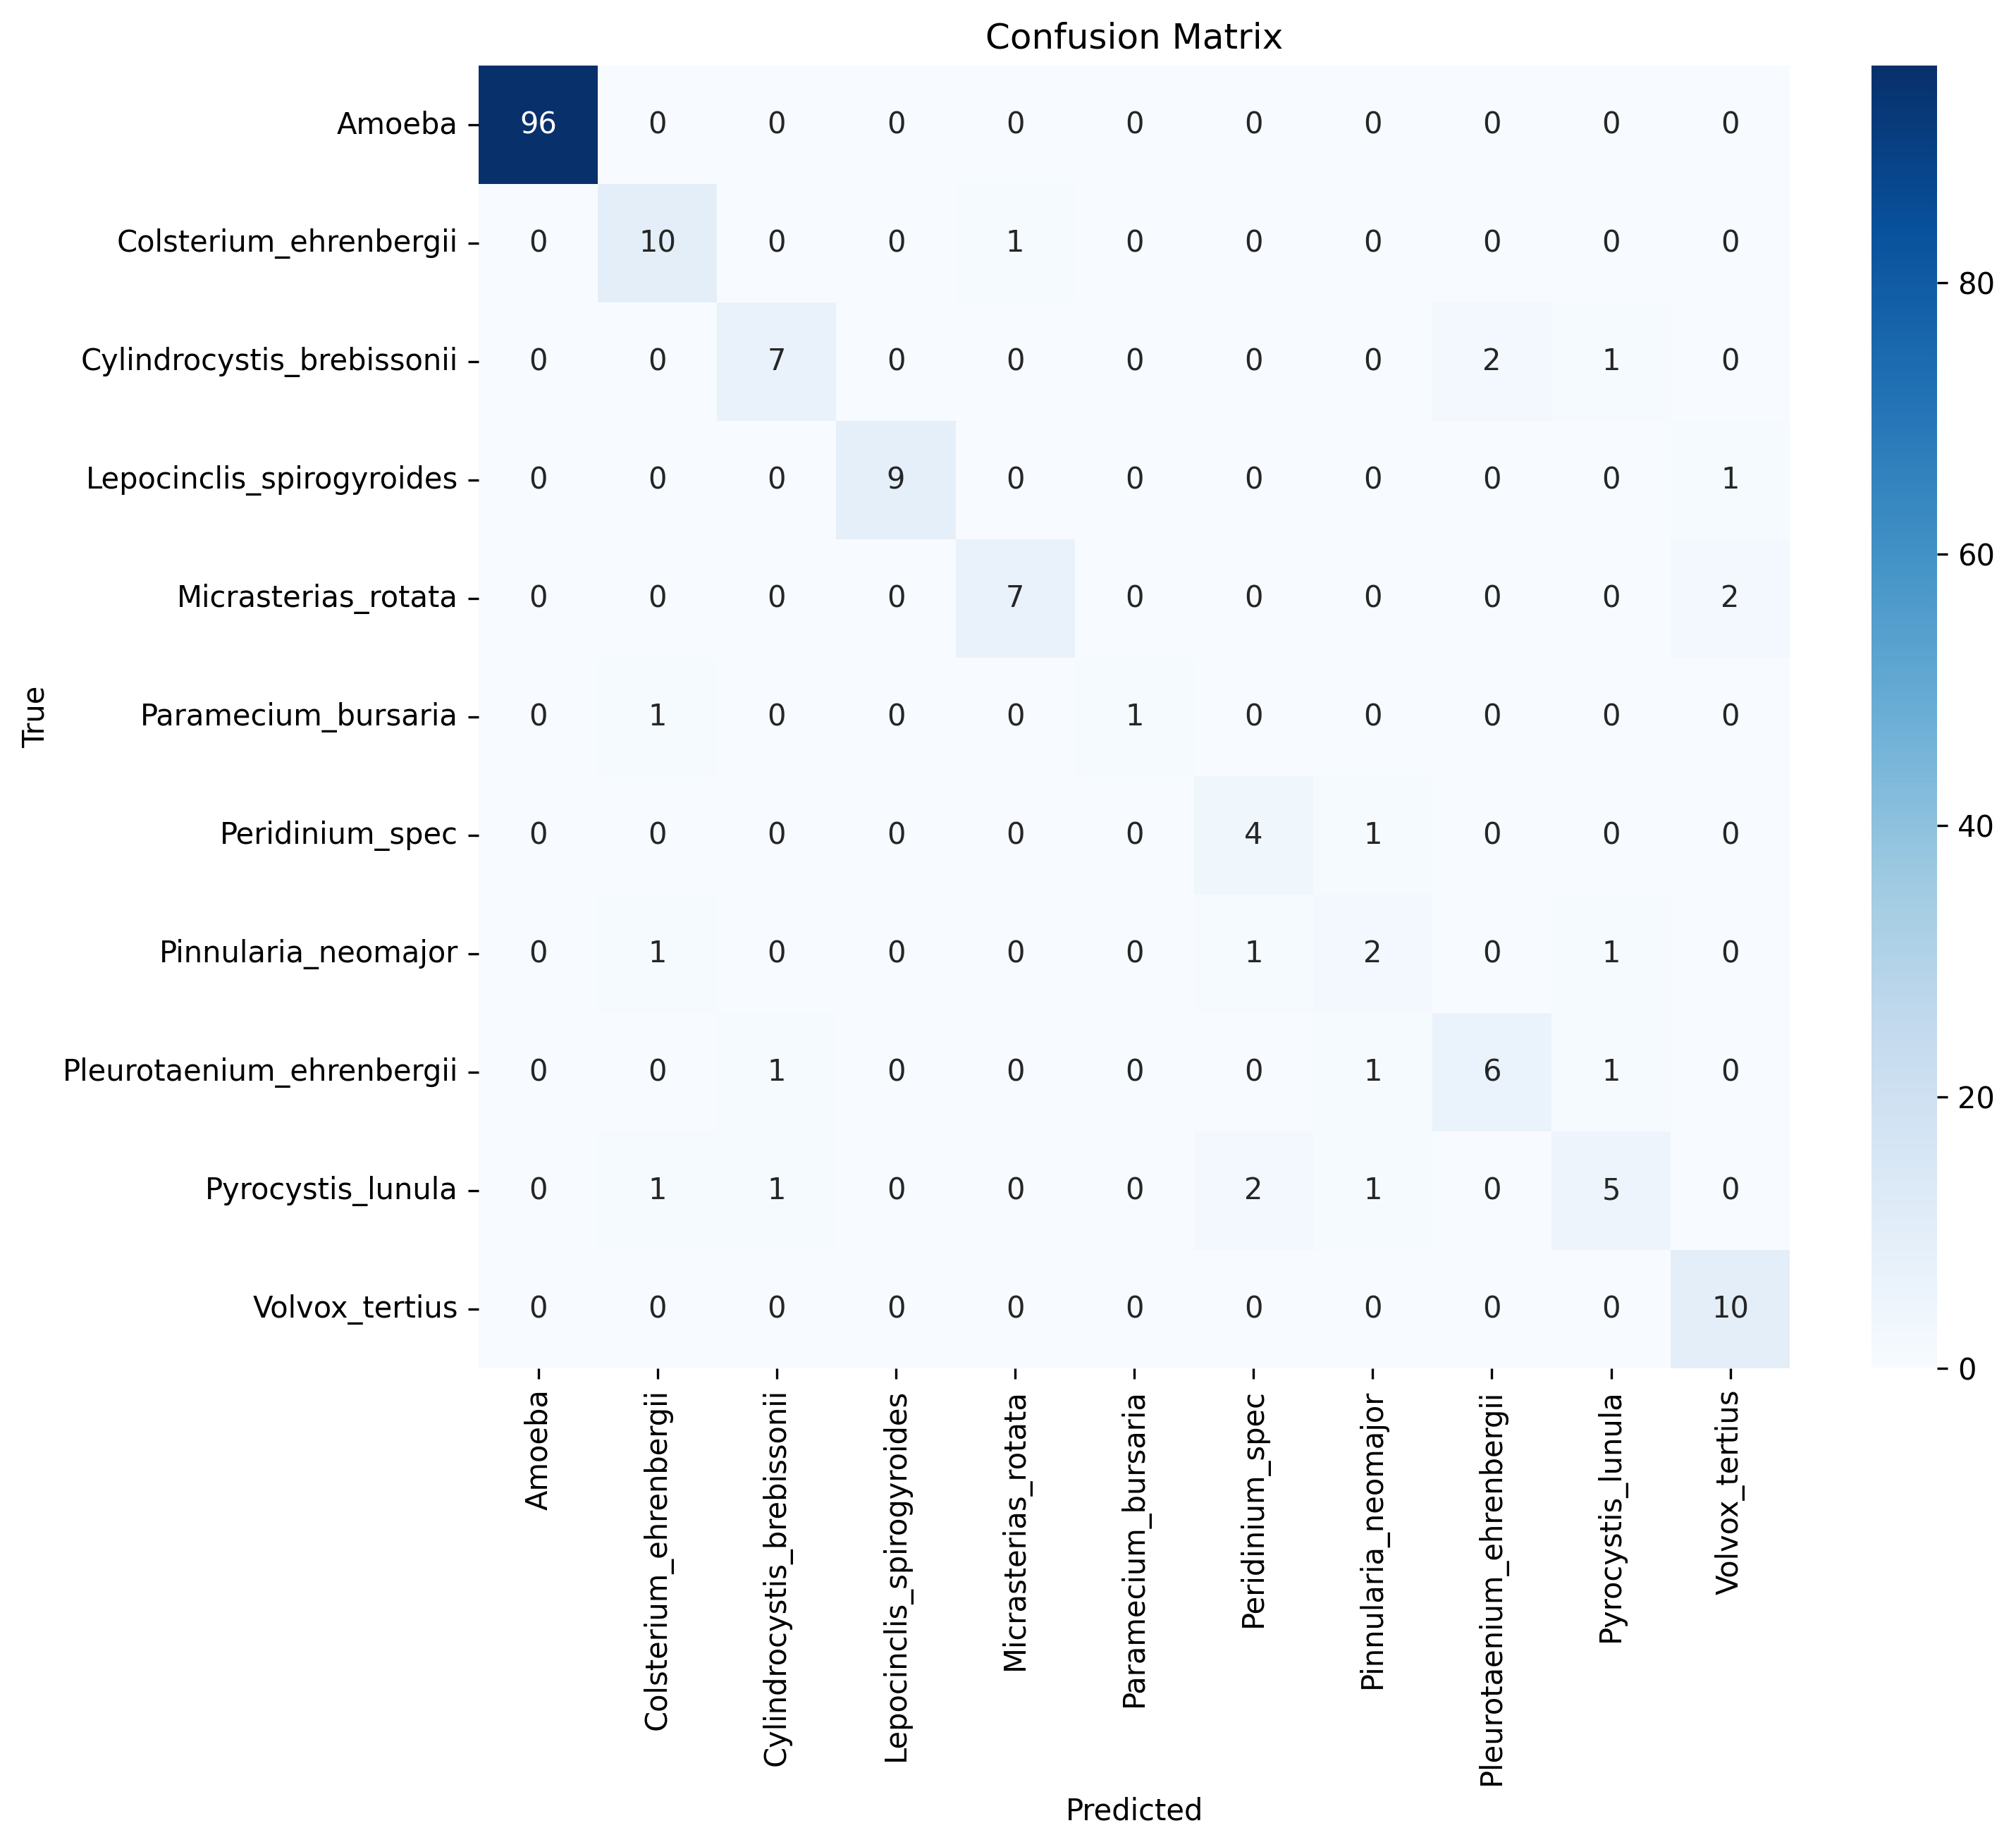 Confusion Matrix
Amoeba 96 0 0 0 0 0 0 0 0 0 0
Colsterium_ehrenbergii 0 10 0 0 1 0 0 0 0 0 0
Cylindrocystis_brebissonii 0 0 7 0 0 0 0 0 2 1 0
Lepocinclis_spirogyroides 0 0 0 9 0 0 0 0 0 0 1
Micrasterias_rotata 0 0 0 0 7 0 0 0 0 0 2
Paramecium_bursaria 0 1 0 0 0 1 0 0 0 0 0
Peridinium_spec 0 0 0 0 0 0 4 1 0 0 0
Pinnularia_neomajor 0 1 0 0 0 0 1 2 0 1 0
Pleurotaenium_ehrenbergii 0 0 1 0 0 0 0 1 6 1 0
Pyrocystis_lunula 0 1 1 0 0 0 2 1 0 5 0
Volvox_tertius 0 0 0 0 0 0 0 0 0 0 10
True
Amoeba
Colsterium_ehrenbergii
Cylindrocystis_brebissonii
Lepocinclis_spirogyroides
Micrasterias_rotata
Paramecium_bursaria
Peridinium_spec
Pinnularia_neomajor
Pleurotaenium_ehrenbergii
Pyrocystis_lunula
Volvox_tertius
Predicted
80
60
40
20
0